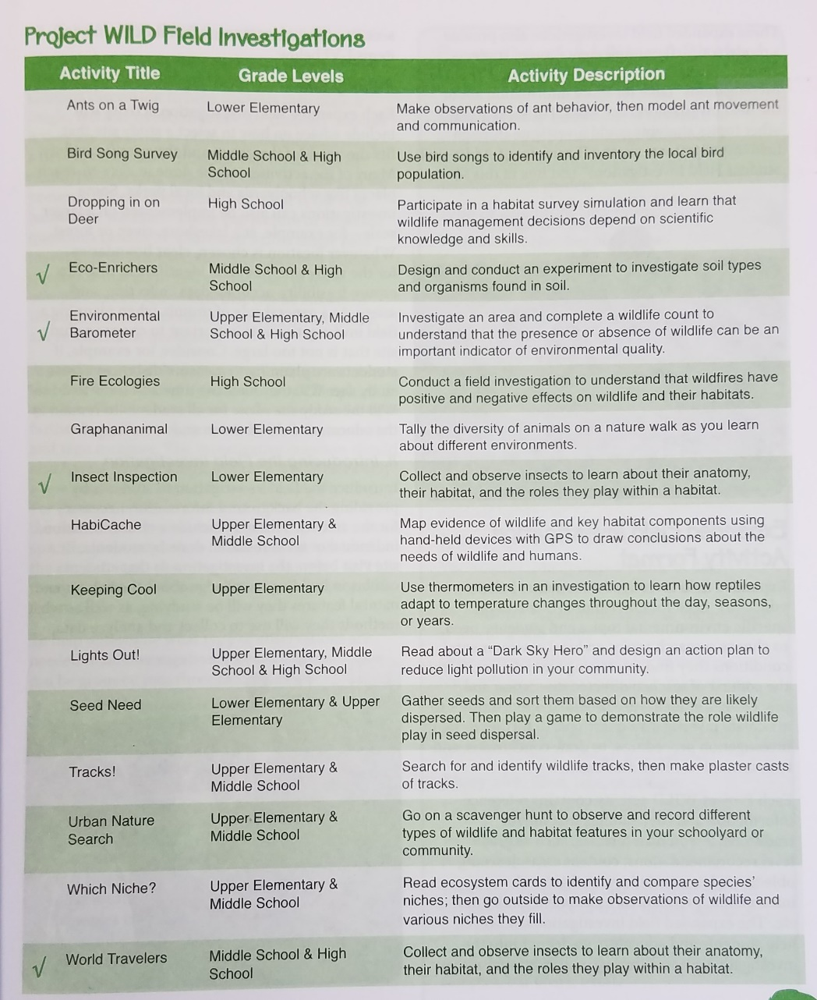 Project WILD Field Investigations
Activity Title Grade Levels Activity Description
Ants on a Twig Lower Elementary Make observations of ant behavior, then model ant movement
and communication.
Bird Song Survey Middle School & High Use bird songs to identify and inventory the local bird
School population.
Dropping in on High School Participate in a habitat survey simulation and learn that
Deer wildlife management decisions depend on scientific
knowledge and skills.
√ Eco-Enrichers Middle School & High Design and conduct an experiment to investigate soil types
School and organisms found in soil.
√ Environmental Upper Elementary, Middle Investigate an area and complete a wildlife count to
Barometer School & High School understand that the presence or absence of wildlife can be an
important indicator of environmental quality.
Fire Ecologies High School Conduct a field investigation to understand that wildfires have
positive and negative effects on wildlife and their habitats.
Graphananimal Lower Elementary Tally the diversity of animals on a nature walk as you learn
about different environments.
√ Insect Inspection Lower Elementary Collect and observe insects to learn about their anatomy,
their habitat, and the roles they play within a habitat.
HabiCache Upper Elementary & Map evidence of wildlife and key habitat components using
Middle School hand-held devices with GPS to draw conclusions about the
needs of wildlife and humans.
Keeping Cool Upper Elementary Use thermometers in an investigation to learn how reptiles
adapt to temperature changes throughout the day, seasons,
or years.
Lights Out! Upper Elementary, Middle Read about a “Dark Sky Hero” and design an action plan to
School & High School reduce light pollution in your community.
Seed Need Lower Elementary & Upper Gather seeds and sort them based on how they are likely
Elementary dispersed. Then play a game to demonstrate the role wildlife
play in seed dispersal.
Tracks! Upper Elementary & Search for and identify wildlife tracks, then make plaster casts
Middle School of tracks.
Urban Nature Upper Elementary & Go on a scavenger hunt to observe and record different
Search Middle School types of wildlife and habitat features in your schoolyard or
community.
Which Niche? Upper Elementary & Read ecosystem cards to identify and compare species’
Middle School niches; then go outside to make observations of wildlife and
various niches they fill.
√ World Travelers Middle School & High Collect and observe insects to learn about their anatomy,
School their habitat, and the roles they play within a habitat.